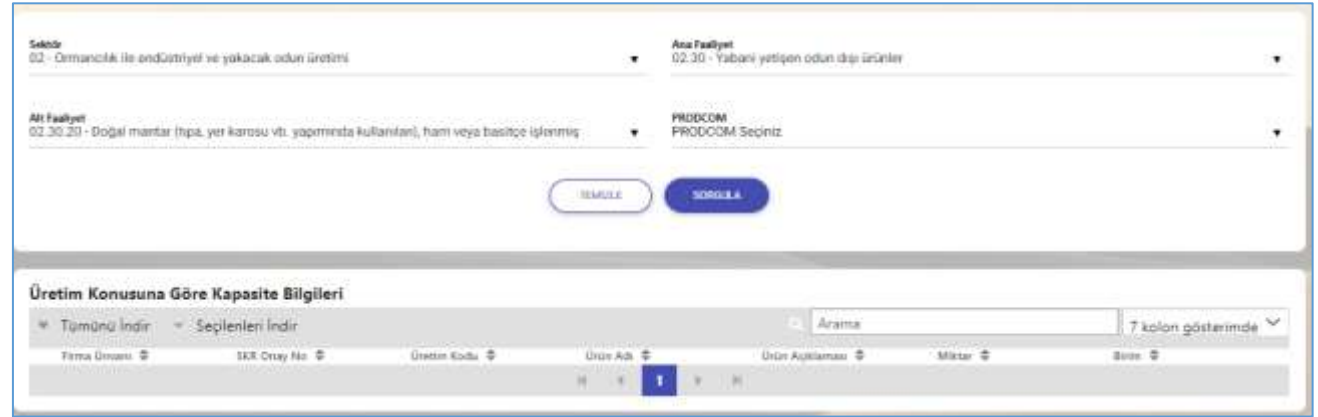 Sektör
Ana Faaliyet
02 - Ormancılık ile endüstriyel ve yakacak odun üretimi
02.30 - Yabani yetişen odun dışı ürünler
Alt Faaliyet
PRODCOM
02.30.20 - Doğal mantar (tıpa, yer karosu vb. yapımında kullanılan), ham veya basitçe işlenmiş
PRODCOM Seçiniz
TEMİZLE SORGULA
Üretim Konusuna Göre Kapasite Bilgileri
Tümünü İndir Seçilenleri İndir Arama 7 kolon gösterimde
Firma Ünvanı SKR Onay No Üretim Kodu Ürün Adı Ürün Açıklaması Miktar Birim
1